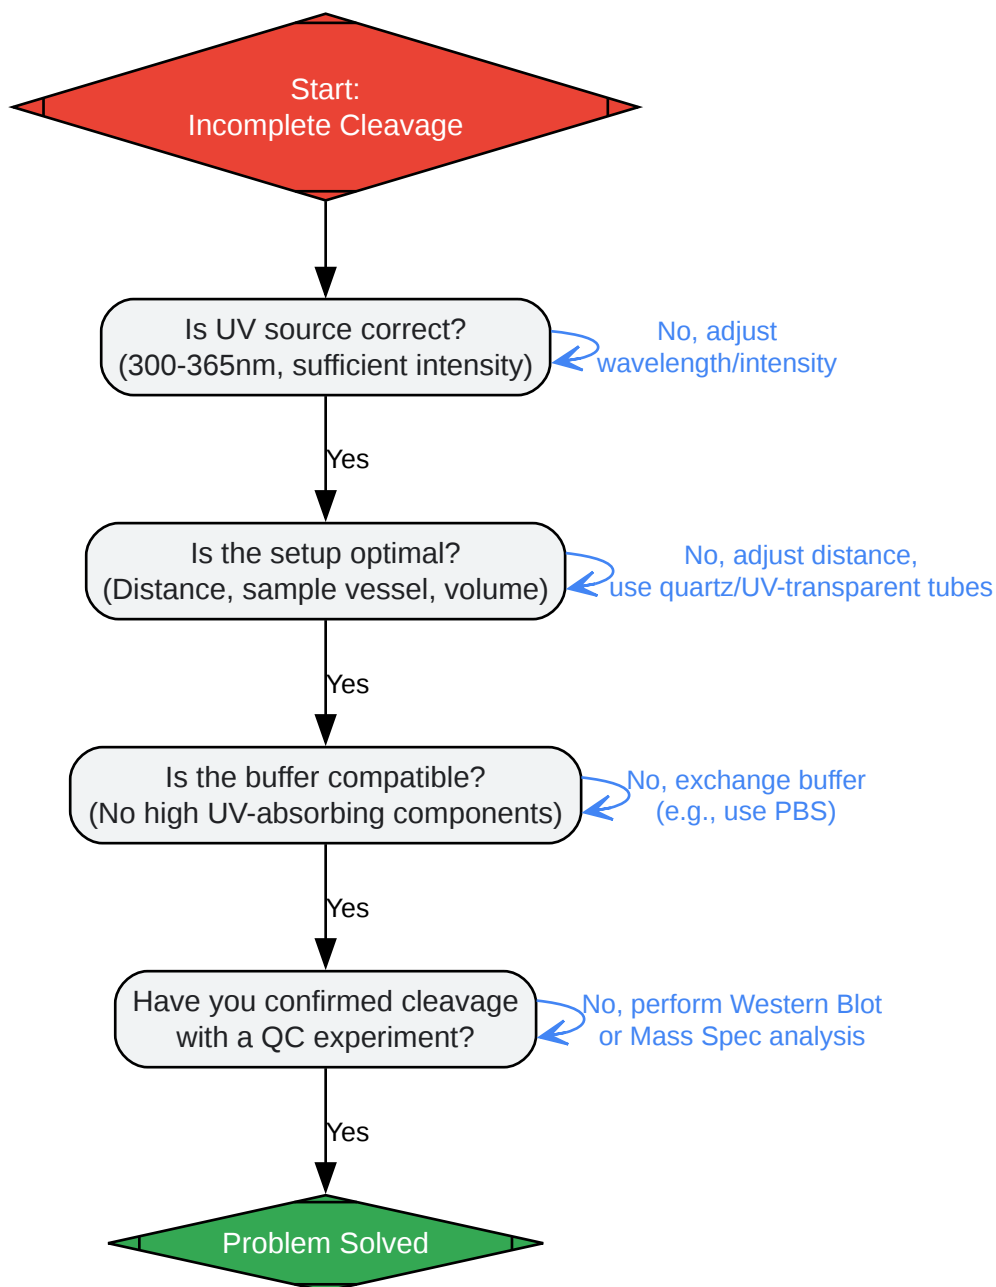 Start:
Incomplete Cleavage
Is UV source correct?
(300-365nm, sufficient intensity)
No, adjust
wavelength/intensity
Yes
Is the setup optimal?
(Distance, sample vessel, volume)
No, adjust distance,
use quartz/UV-transparent tubes
Yes
Is the buffer compatible?
(No high UV-absorbing components)
No, exchange buffer
(e.g., use PBS)
Yes
Have you confirmed cleavage
with a QC experiment?
No, perform Western Blot
or Mass Spec analysis
Yes
Problem Solved